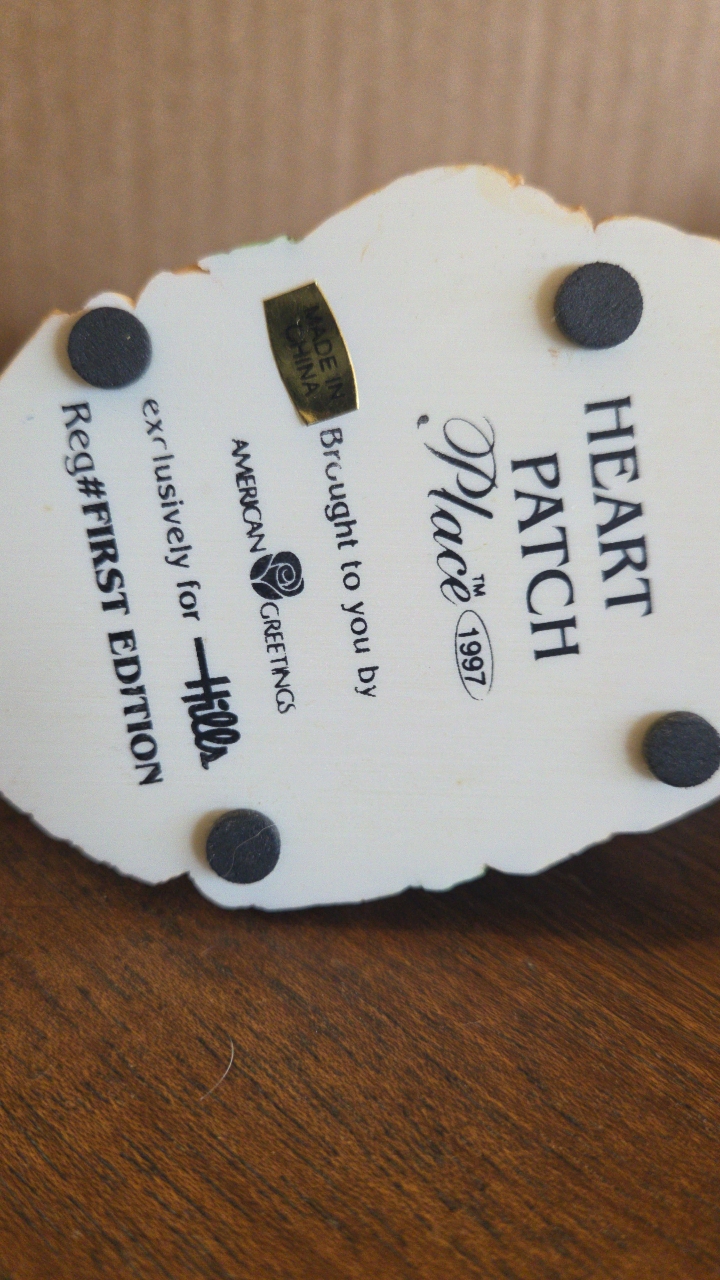 HEART
PATCH
Place™ 1997
MADE IN
CHINA
Brought to you by
AMERICAN GREETINGS
exclusively for Hills
Reg#FIRST EDITION